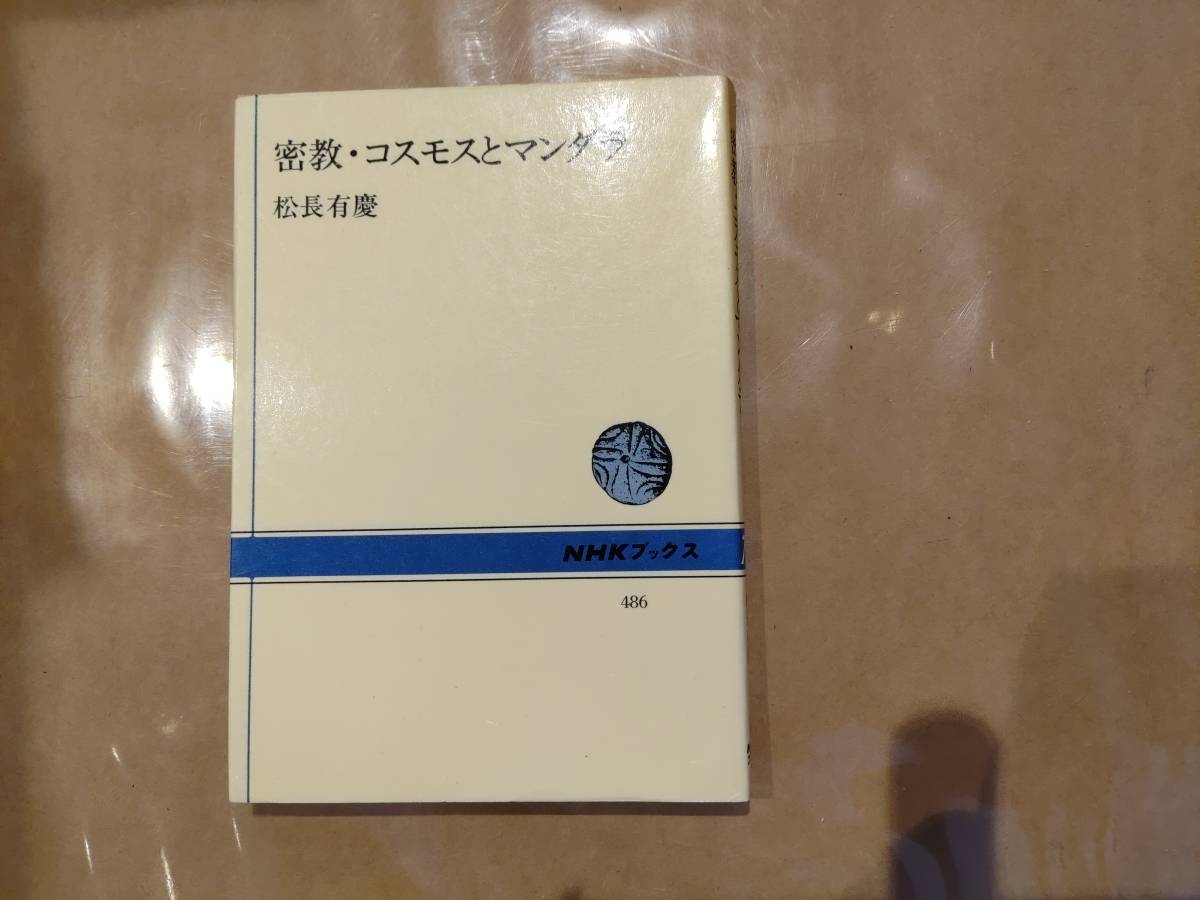 密教・コスモスとマンダラ
松長有慶
NHKブックス
486